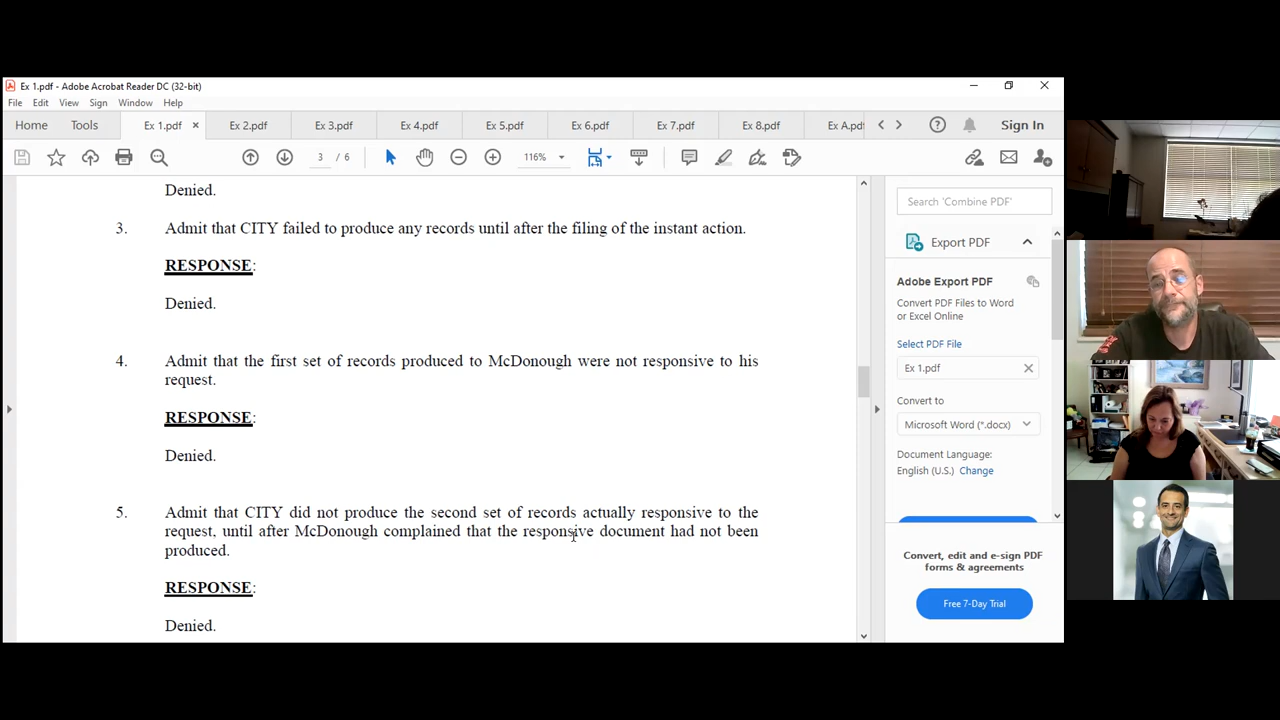 Ex 1.pdf - Adobe Acrobat Reader DC (32-bit)
File Edit View Sign Window Help
Home Tools Ex 1.pdf × Ex 2.pdf Ex 3.pdf Ex 4.pdf Ex 5.pdf Ex 6.pdf Ex 7.pdf Ex 8.pdf Ex A.pdf Sign In
3 / 6 116%
Denied.
3. Admit that CITY failed to produce any records until after the filing of the instant action.
RESPONSE:
Denied.
4. Admit that the first set of records produced to McDonough were not responsive to his
request.
RESPONSE:
Denied.
5. Admit that CITY did not produce the second set of records actually responsive to the
request, until after McDonough complained that the responsive document had not been
produced.
RESPONSE:
Denied.
Search 'Combine PDF'
Export PDF
Adobe Export PDF
Convert PDF Files to Word
or Excel Online
Select PDF File
Ex 1.pdf
Convert to
Microsoft Word (*.docx)
Document Language:
English (U.S.) Change
Convert, edit and e-sign PDF
forms & agreements
Free 7-Day Trial